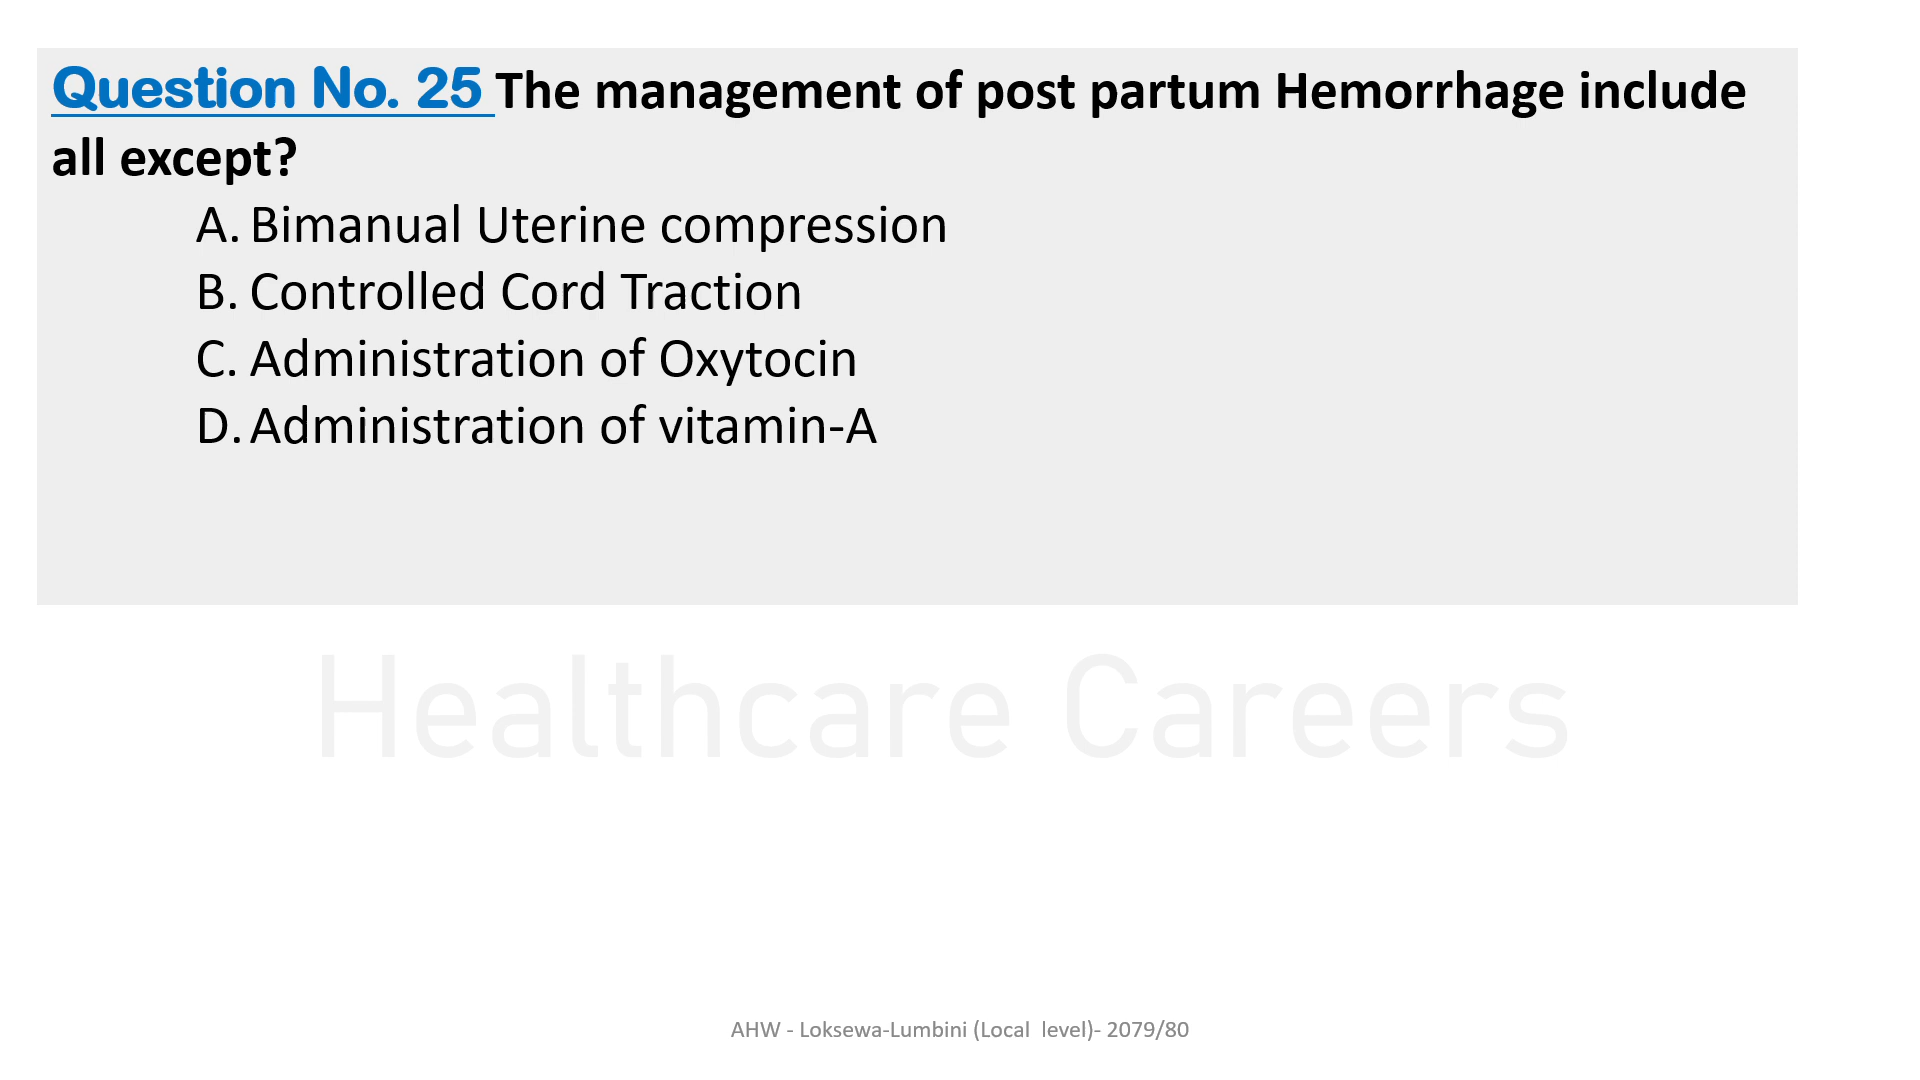 Question No. 25 The management of post partum Hemorrhage include
all except?
A. Bimanual Uterine compression
B. Controlled Cord Traction
C. Administration of Oxytocin
D. Administration of vitamin-A
Healthcare Careers
AHW - Loksewa-Lumbini (Local level)- 2079/80